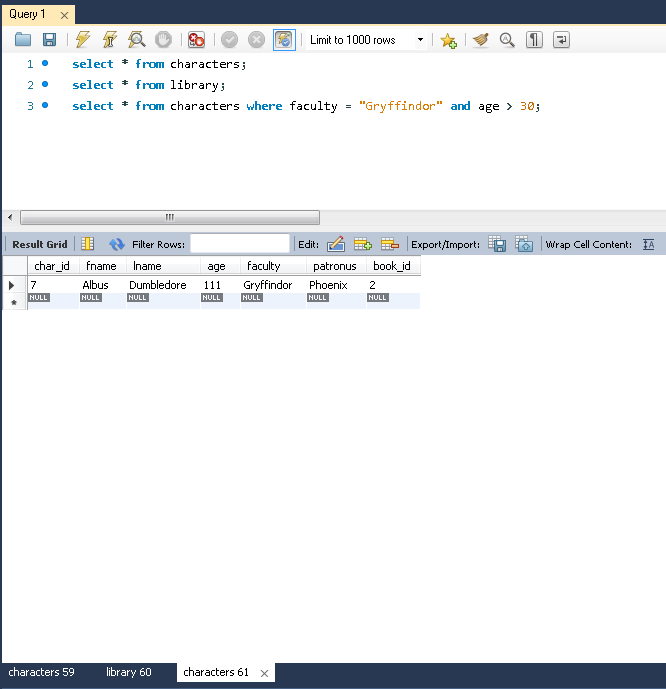 Query 1
Limit to 1000 rows
1 select * from characters;
2 select * from library;
3 select * from characters where faculty = "Gryffindor" and age > 30;
Result Grid Filter Rows: Edit: Export/Import: Wrap Cell Content: IA
char_id fname lname age faculty patronus book_id
7 Albus Dumbledore 111 Gryffindor Phoenix 2
NULL NULL NULL NULL NULL NULL NULL
characters 59 library 60 characters 61